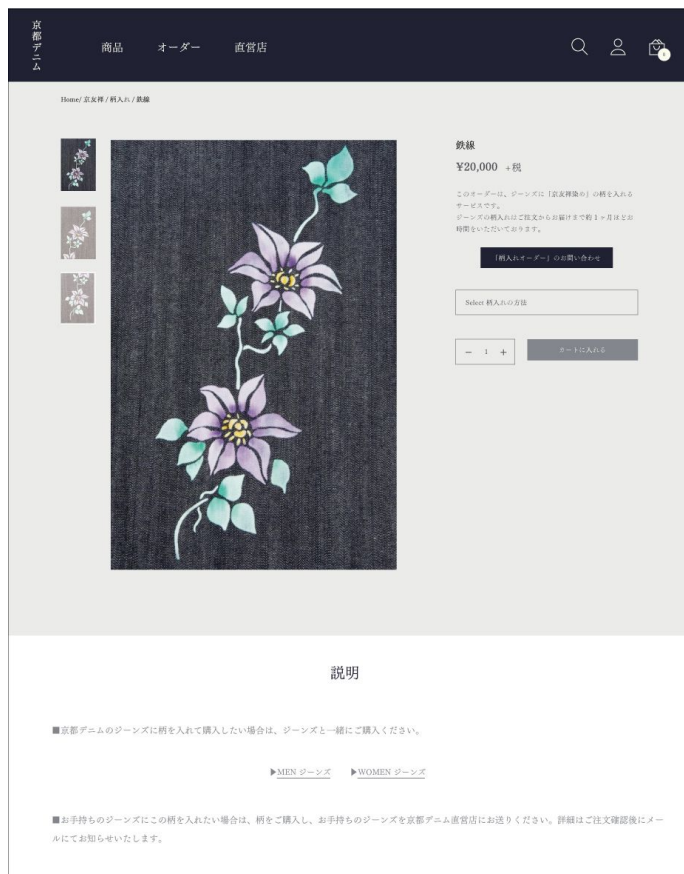 京都デニム
商品
オーダー
直営店
1
Home/ 京友禅 / 柄入れ / 鉄線
鉄線
¥20,000 +税
このオーダーは、ジーンズに「京友禅染め」の柄を入れる
サービスです。
ジーンズの柄入れはご注文からお届けまで約1ヶ月ほどお
時間をいただいております。
「柄入れオーダー」のお問い合わせ
Select 柄入れの方法
− 1 +
カートに入れる
説明
■京都デニムのジーンズに柄を入れて購入したい場合は、ジーンズと一緒にご購入ください。
▶MEN ジーンズ ▶WOMEN ジーンズ
■お手持ちのジーンズにこの柄を入れたい場合は、柄をご購入し、お手持ちのジーンズを京都デニム直営店にお送りください。詳細はご注文確認後にメー
ルにてお知らせいたします。